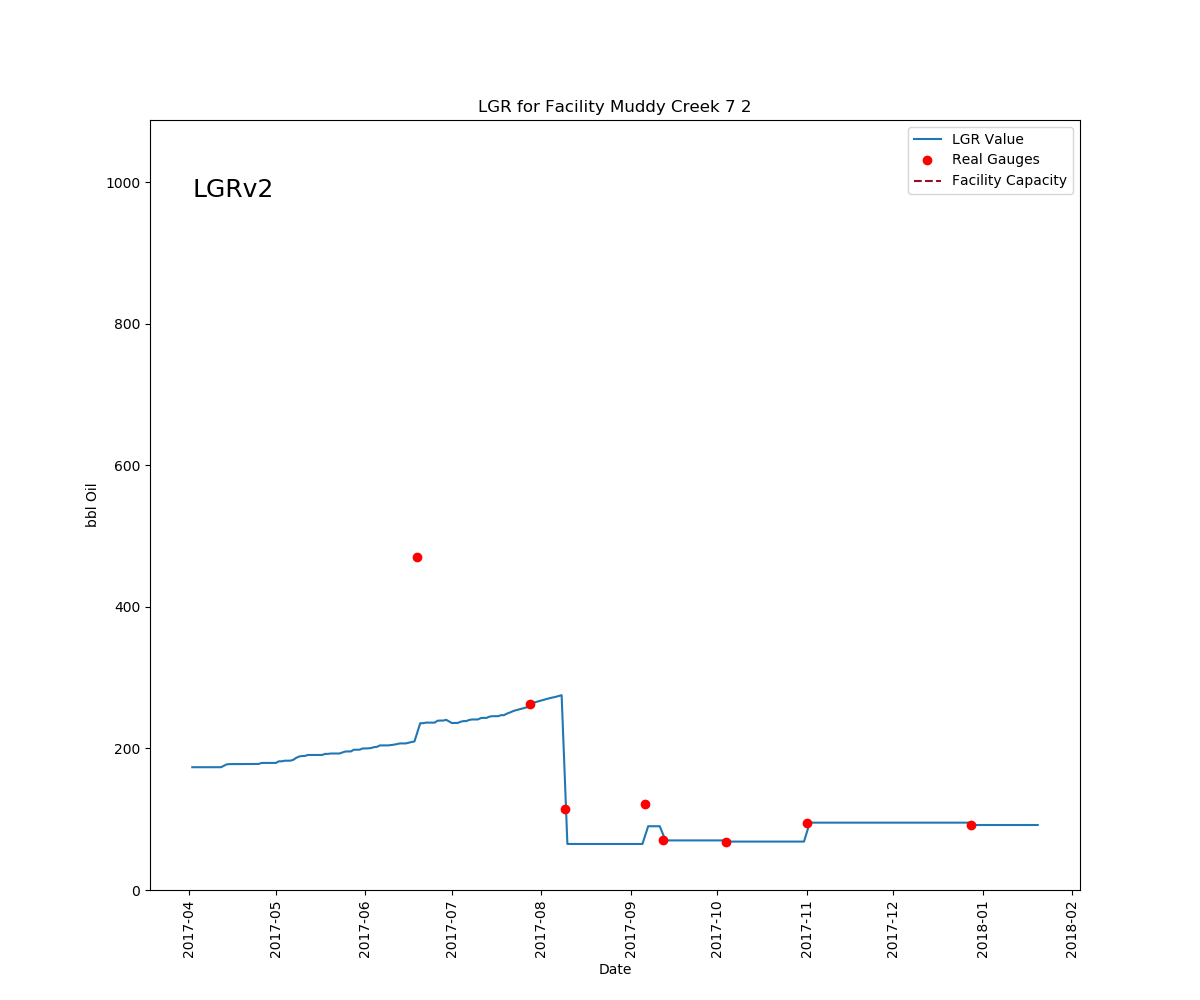 LGR for Facility Muddy Creek 7 2
LGRv2
LGR Value
Real Gauges
Facility Capacity
1000
800
600
400
200
0
bbl Oil
2017-04
2017-05
2017-06
2017-07
2017-08
2017-09
2017-10
2017-11
2017-12
2018-01
2018-02
Date